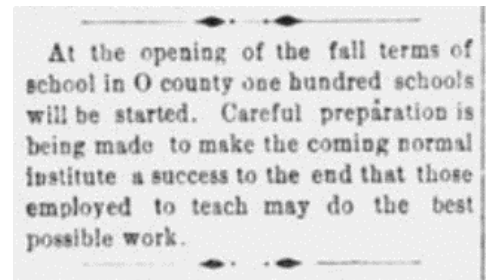 At the opening of the fall terms of
school in O county one hundred schools
will be started. Careful preparation is
being made to make the coming normal
institute a success to the end that those
employed to teach may do the best
possible work.